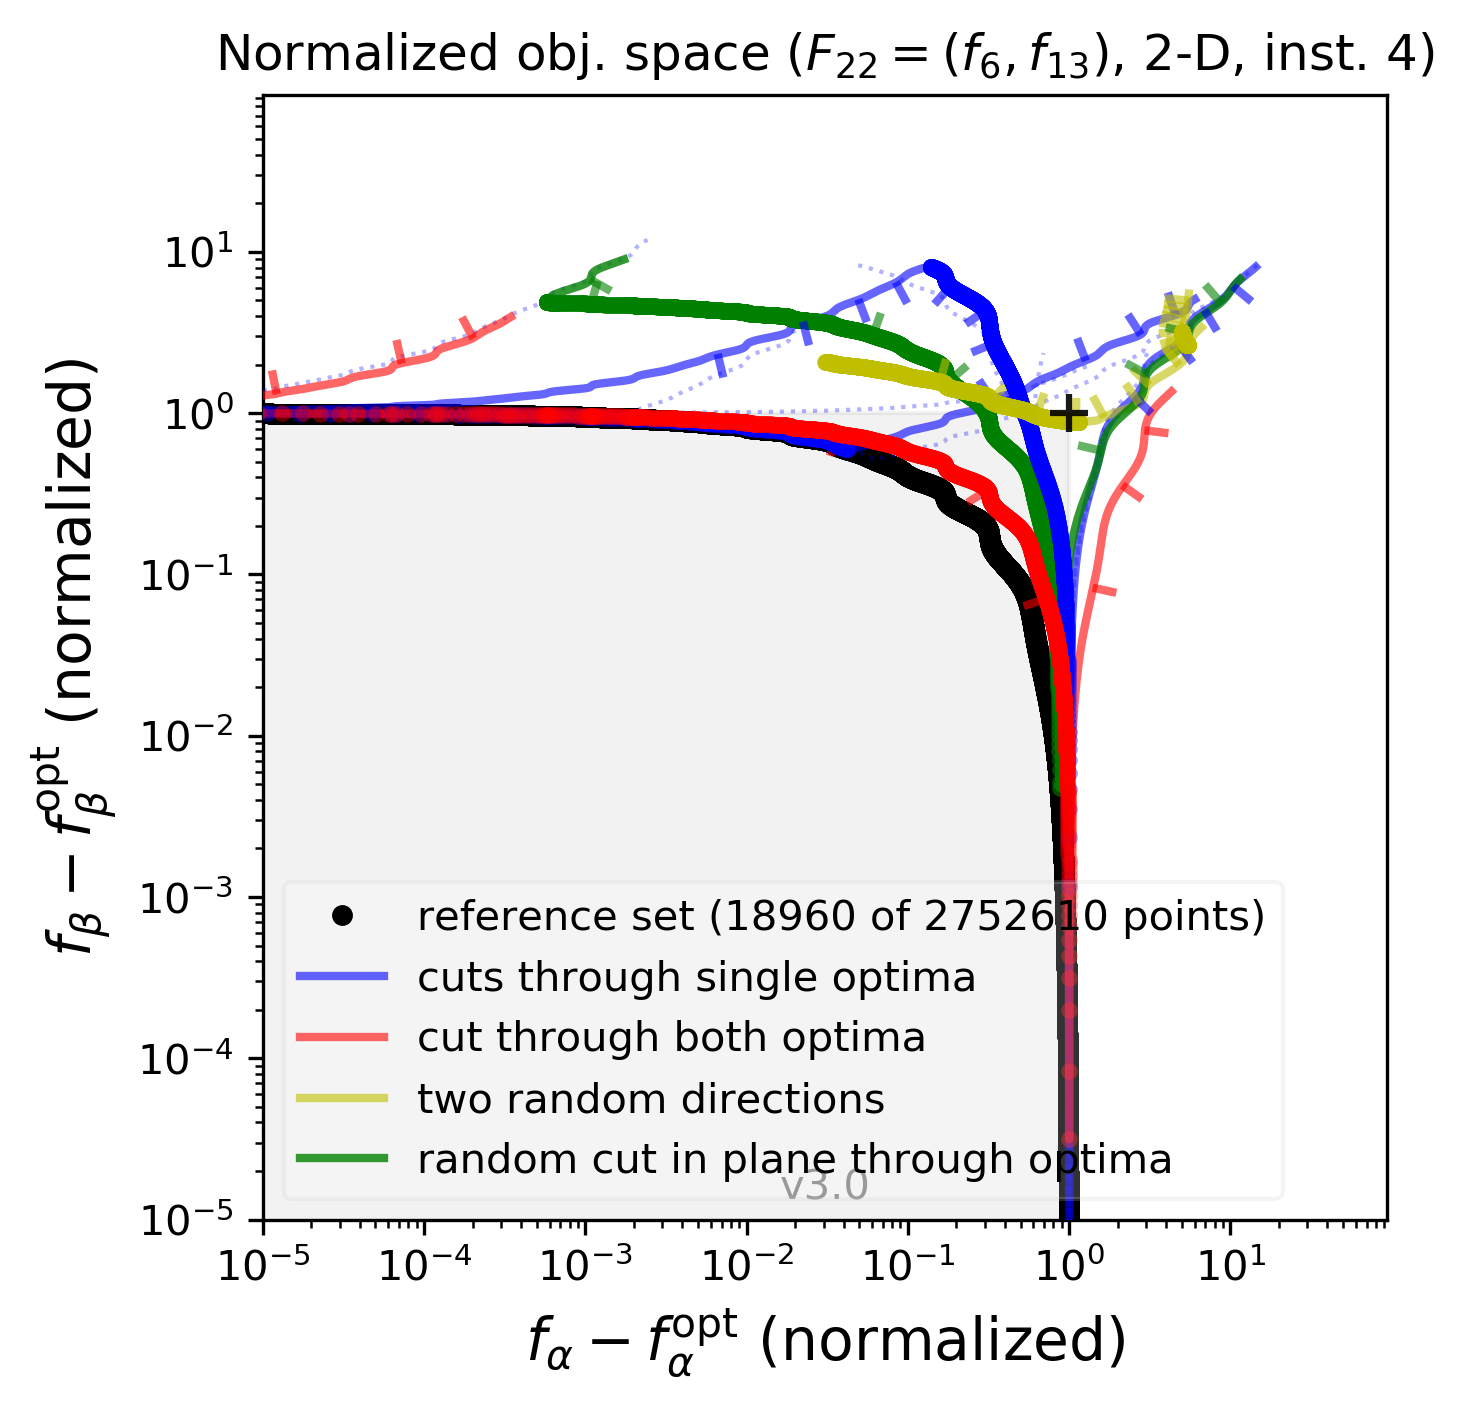 Normalized obj. space (F₂₂ = (f₆, f₁₃), 2-D, inst. 4)
f_β − f_β^opt (normalized)
10¹
10⁰
10⁻¹
10⁻²
10⁻³
10⁻⁴
10⁻⁵
reference set (18960 of 2752610 points)
cuts through single optima
cut through both optima
two random directions
random cut in plane through optima
v3.0
10⁻⁵ 10⁻⁴ 10⁻³ 10⁻² 10⁻¹ 10⁰ 10¹
f_α − f_α^opt (normalized)